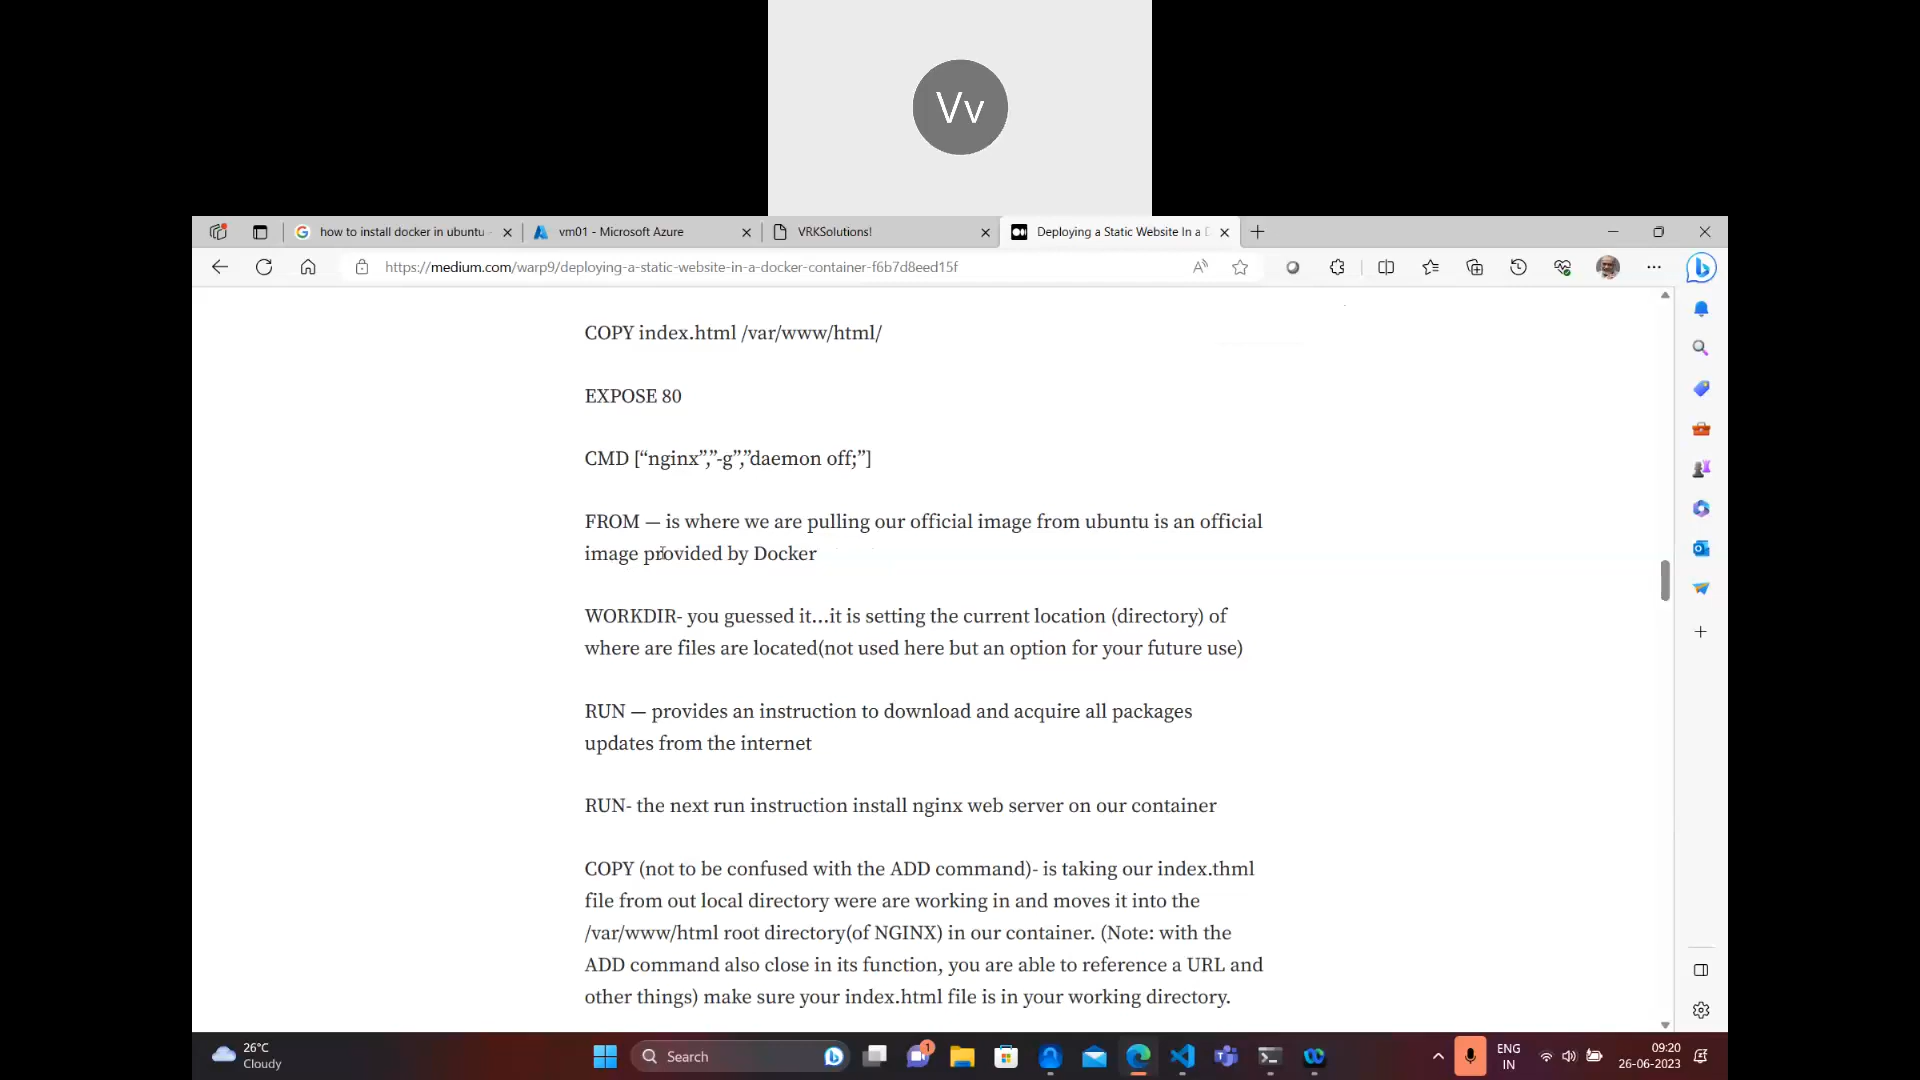 Vv
how to install docker in ubuntu -
vm01 - Microsoft Azure
VRKSolutions!
Deploying a Static Website In a D
https://medium.com/warp9/deploying-a-static-website-in-a-docker-container-f6b7d8eed15f
COPY index.html /var/www/html/
EXPOSE 80
CMD [“nginx”,”-g”,”daemon off;”]
FROM — is where we are pulling our official image from ubuntu is an official
image provided by Docker
WORKDIR- you guessed it…it is setting the current location (directory) of
where are files are located(not used here but an option for your future use)
RUN — provides an instruction to download and acquire all packages
updates from the internet
RUN- the next run instruction install nginx web server on our container
COPY (not to be confused with the ADD command)- is taking our index.thml
file from out local directory were are working in and moves it into the
/var/www/html root directory(of NGINX) in our container. (Note: with the
ADD command also close in its function, you are able to reference a URL and
other things) make sure your index.html file is in your working directory.
26°C
Cloudy
Search
1
ENG
IN
09:20
26-06-2023